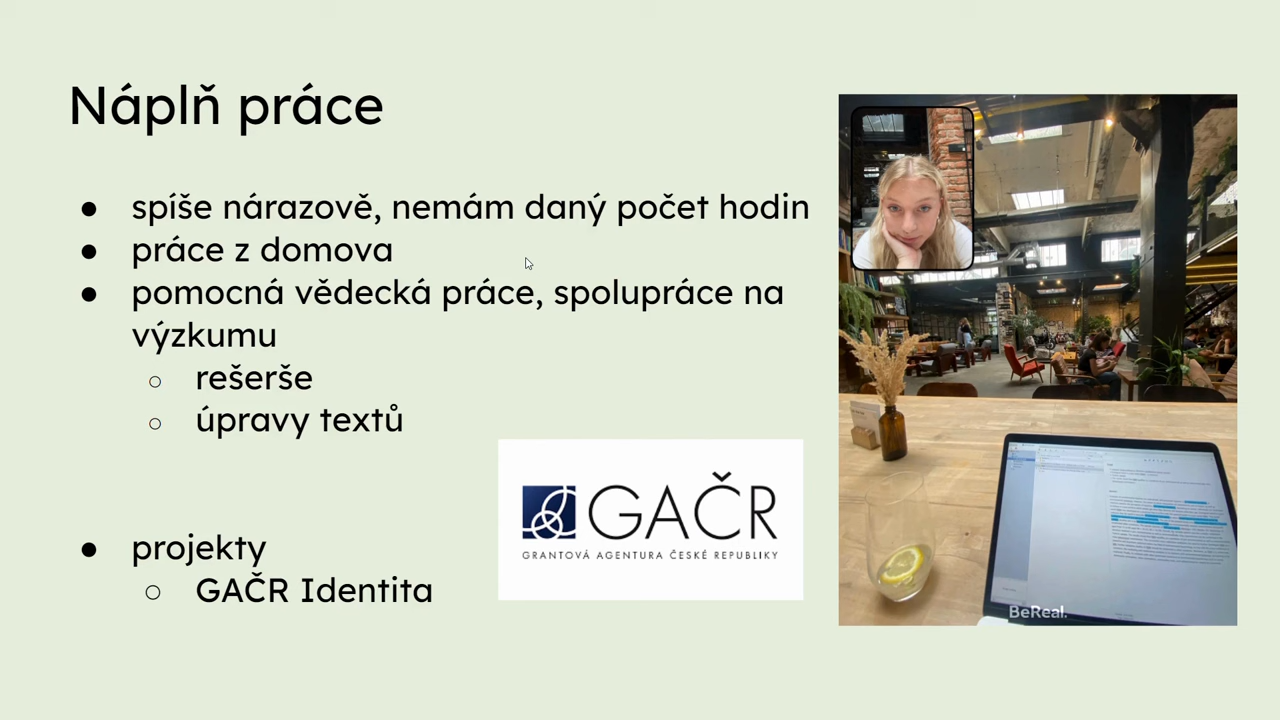 Náplň práce
spíše nárazově, nemám daný počet hodin
práce z domova
pomocná vědecká práce, spolupráce na
výzkumu
rešerše
úpravy textů
projekty
GAČR Identita
GAČR
GRANTOVÁ AGENTURA ČESKÉ REPUBLIKY
BeReal.